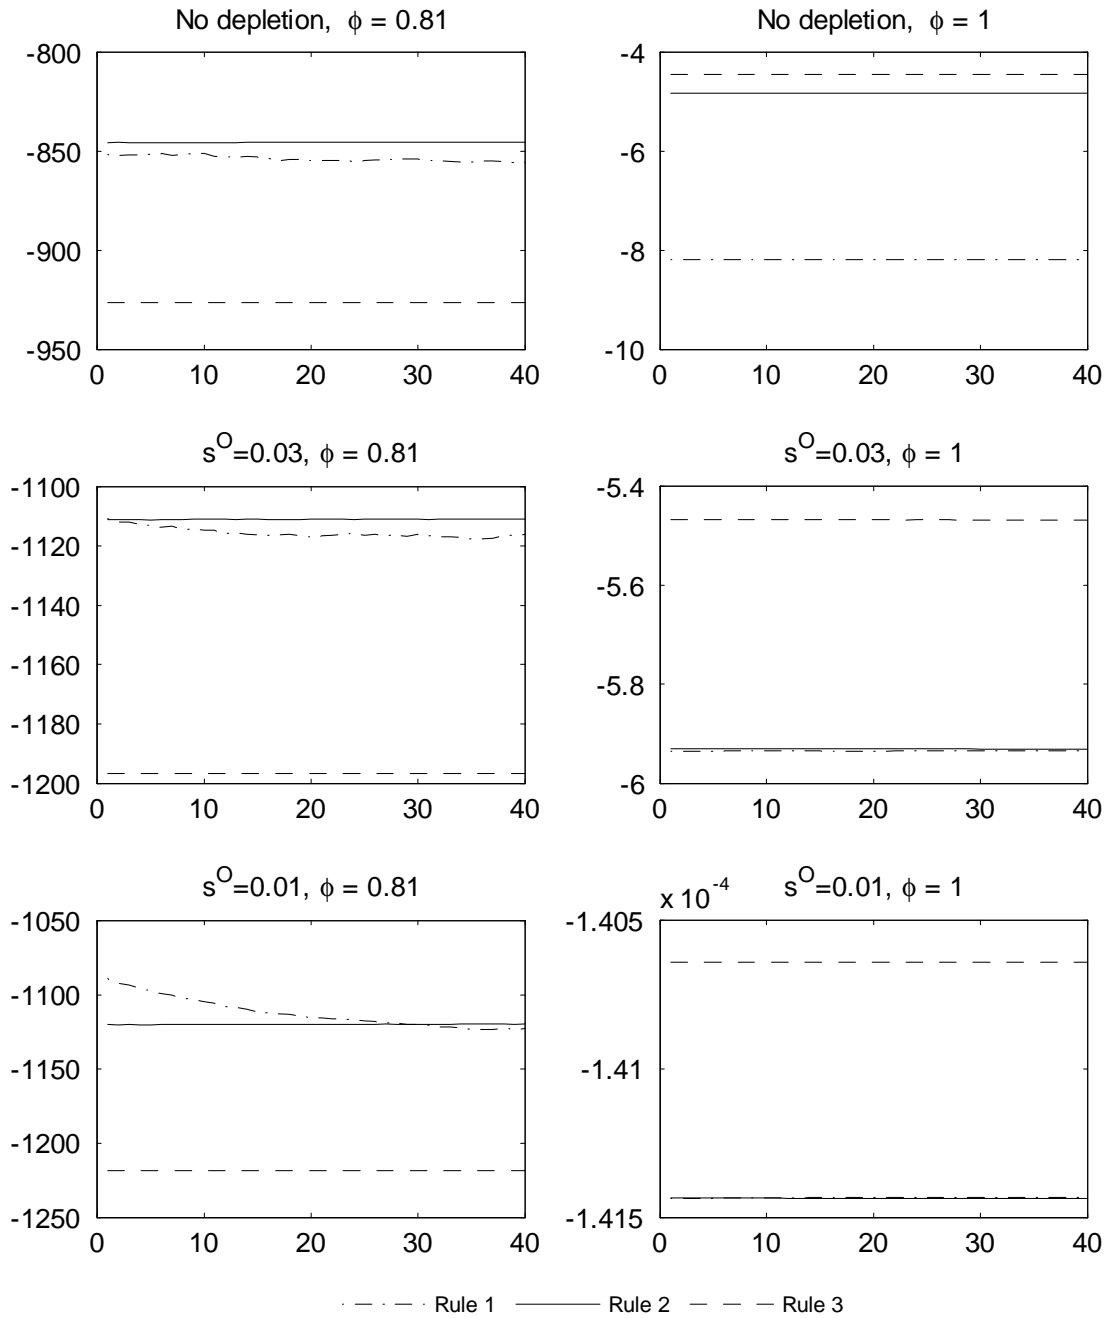 No depletion, ϕ = 0.81
No depletion, ϕ = 1
-800
-850
-900
-950
0 10 20 30 40
-4
-6
-8
-10
0 10 20 30 40
s^O=0.03, ϕ = 0.81
s^O=0.03, ϕ = 1
-1100
-1120
-1140
-1160
-1180
-1200
0 10 20 30 40
-5.4
-5.6
-5.8
-6
0 10 20 30 40
s^O=0.01, ϕ = 0.81
x 10^-4 s^O=0.01, ϕ = 1
-1050
-1100
-1150
-1200
-1250
0 10 20 30 40
-1.405
-1.41
-1.415
0 10 20 30 40
Rule 1 Rule 2 Rule 3